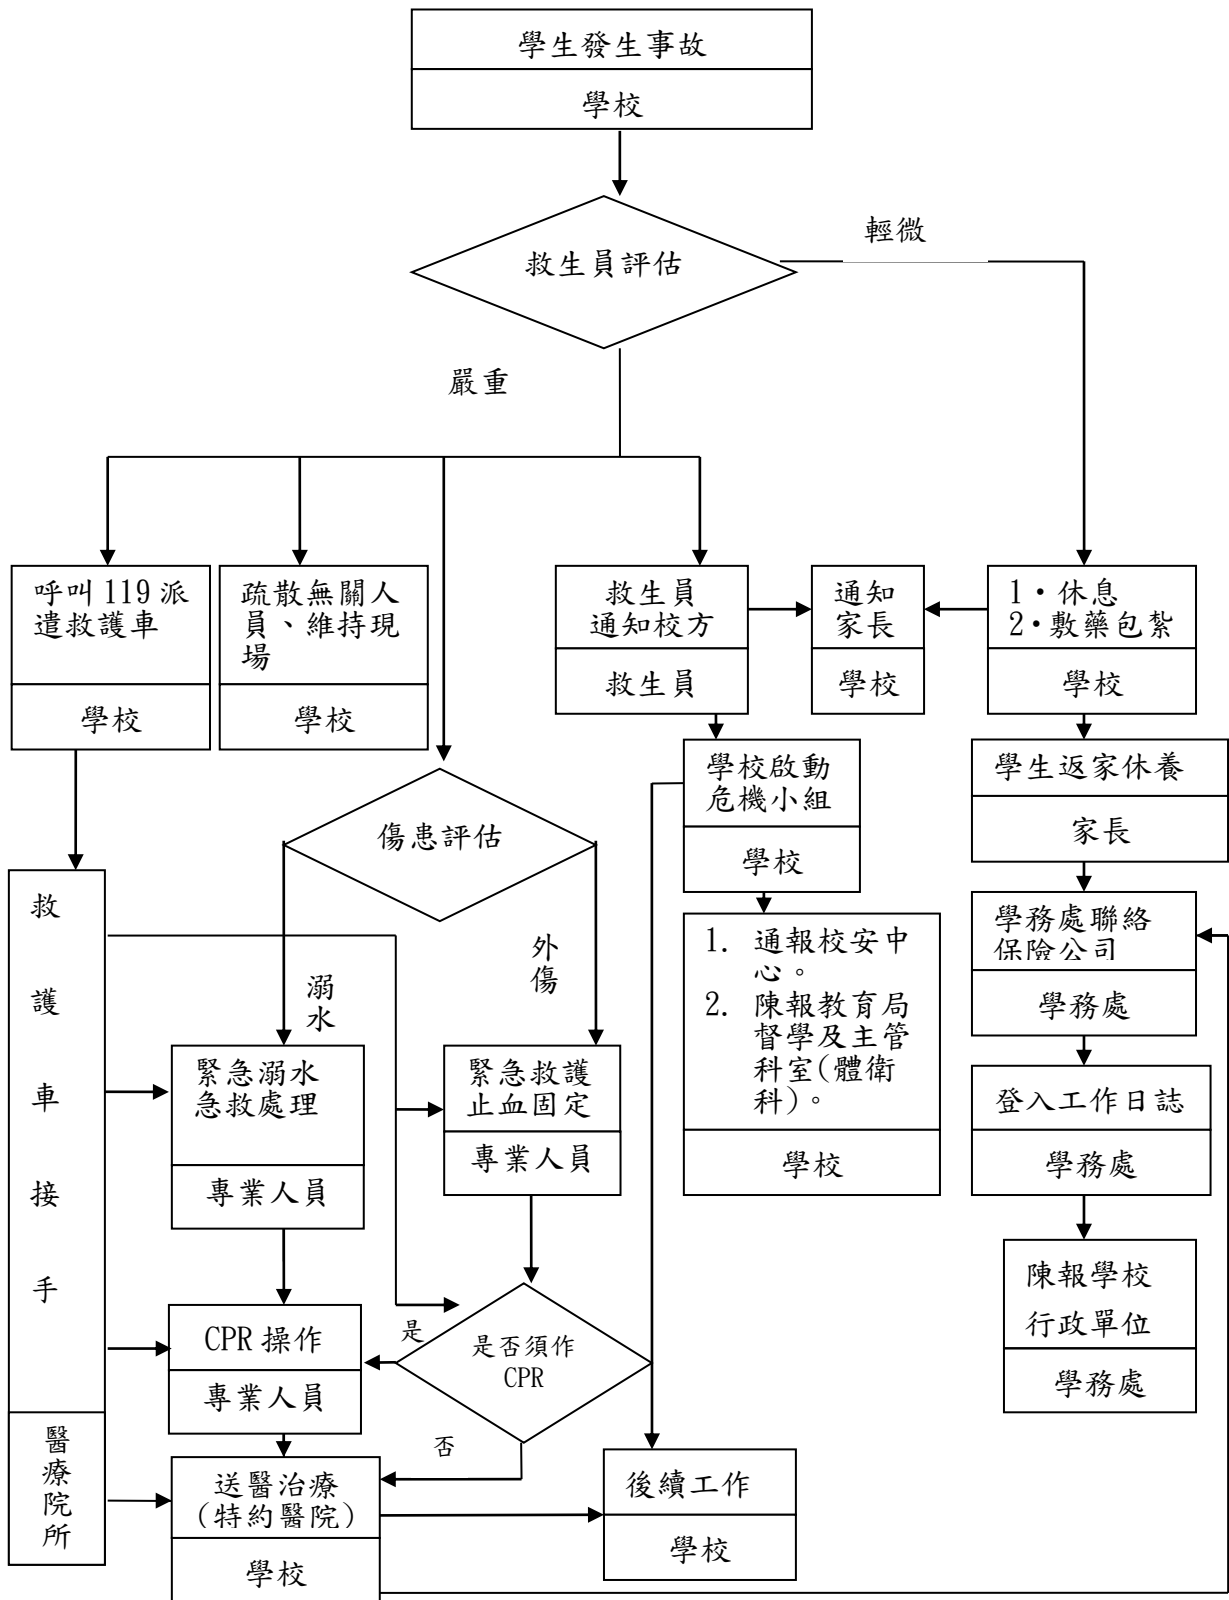 學生發生事故
學校
救生員評估
輕微
嚴重
呼叫119派
遣救護車
學校
疏散無關人
員、維持現
場
學校
救生員
通知校方
救生員
通知
家長
學校
1・休息
2・敷藥包紮
學校
學校啟動
危機小組
學校
學生返家休養
家長
傷患評估
溺水
外傷
救護車接手
醫療院所
1. 通報校安中
心。
2. 陳報教育局
督學及主管
科室(體衛
科)。
學校
學務處聯絡
保險公司
學務處
緊急溺水
急救處理
專業人員
緊急救護
止血固定
專業人員
登入工作日誌
學務處
陳報學校
行政單位
學務處
CPR操作
專業人員
是
是否須作
CPR
否
送醫治療
(特約醫院)
學校
後續工作
學校